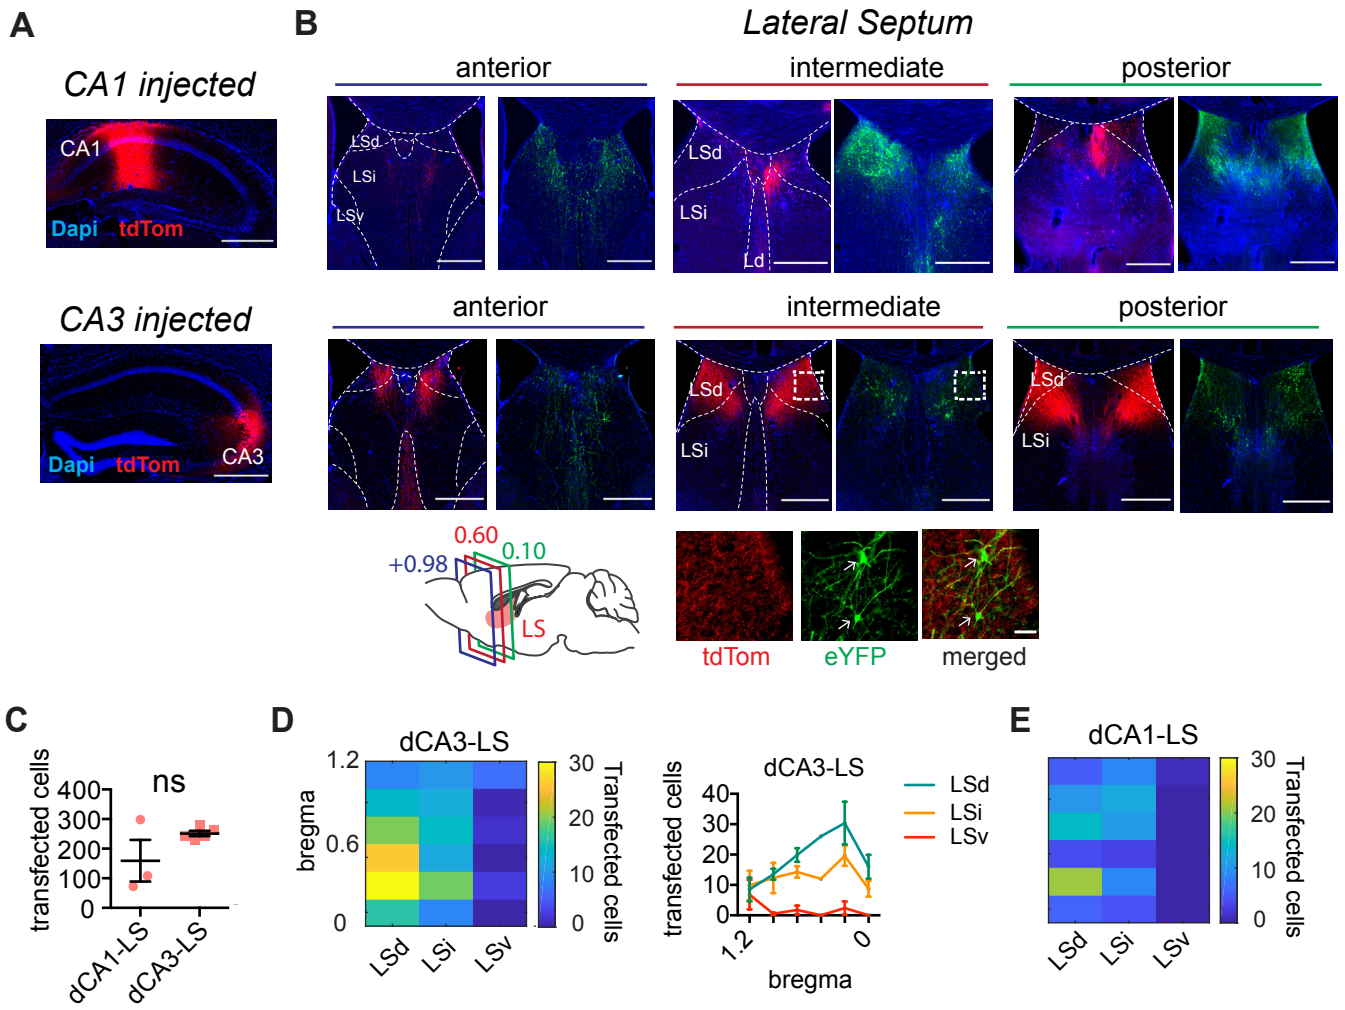 A
B
Lateral Septum
CA1 injected
CA1
Dapi tdTom
anterior
intermediate
posterior
LSd
LSi
LSv
LSd
LSi
Ld
CA3 injected
CA3
Dapi tdTom
anterior
intermediate
posterior
LSd
LSi
LSd
LSi
+0.98
0.60
0.10
LS
tdTom
eYFP
merged
C
transfected cells
400
300
200
100
0
ns
dCA1-LS
dCA3-LS
D
dCA3-LS
bregma
1.2
0.6
0
LSd
LSi
LSv
30
20
10
0
Transfected cells
dCA3-LS
transfected cells
40
30
20
10
0
1.2
0
bregma
LSd
LSi
LSv
E
dCA1-LS
LSd
LSi
LSv
30
20
10
0
Transfected cells